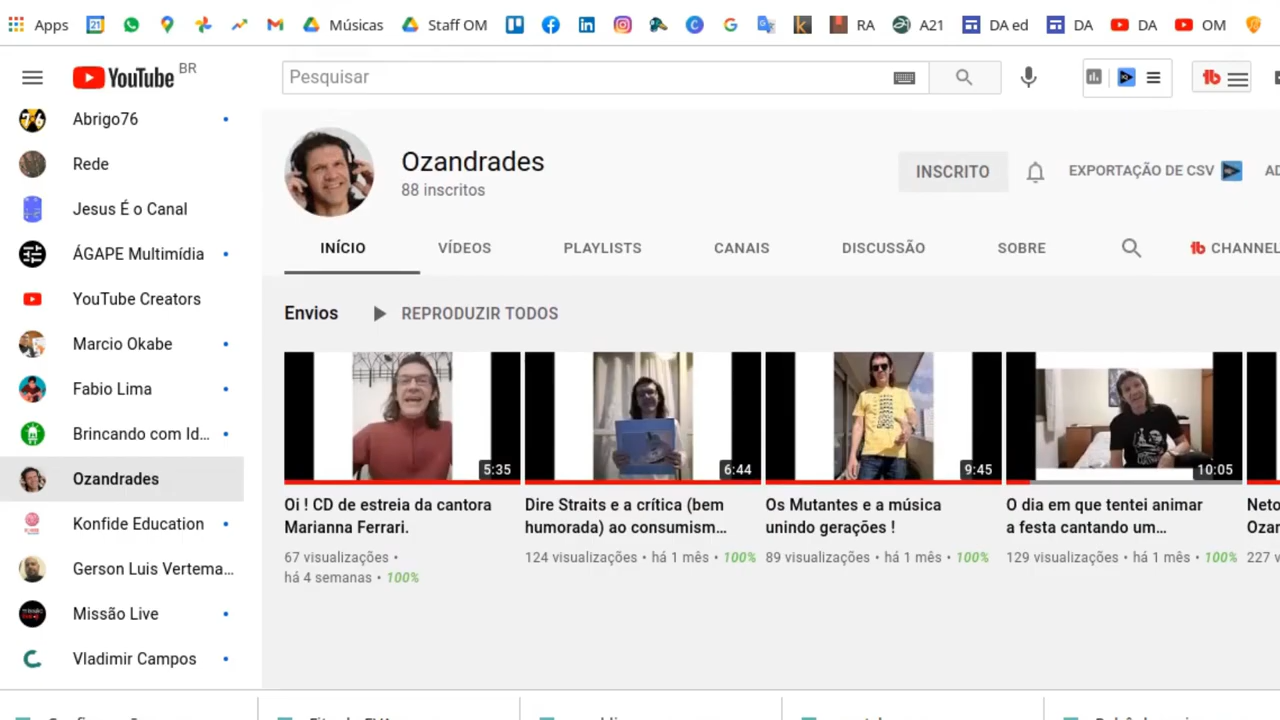 Apps Músicas Staff OM RA A21 DA ed DA DA OM
YouTube BR
Pesquisar
Abrigo76
Rede
Jesus É o Canal
ÁGAPE Multimídia
YouTube Creators
Marcio Okabe
Fabio Lima
Brincando com Id...
Ozandrades
Konfide Education
Gerson Luis Vertema...
Missão Live
Vladimir Campos
Ozandrades
88 inscritos
INSCRITO
EXPORTAÇÃO DE CSV
INÍCIO VÍDEOS PLAYLISTS CANAIS DISCUSSÃO SOBRE CHANNEL
Envios REPRODUZIR TODOS
5:35
Oi ! CD de estreia da cantora
Marianna Ferrari.
67 visualizações •
há 4 semanas • 100%
6:44
Dire Straits e a crítica (bem
humorada) ao consumism...
124 visualizações • há 1 mês • 100%
9:45
Os Mutantes e a música
unindo gerações !
89 visualizações • há 1 mês • 100%
10:05
O dia em que tentei animar
a festa cantando um...
129 visualizações • há 1 mês • 100%
Neto
Ozan
227 v